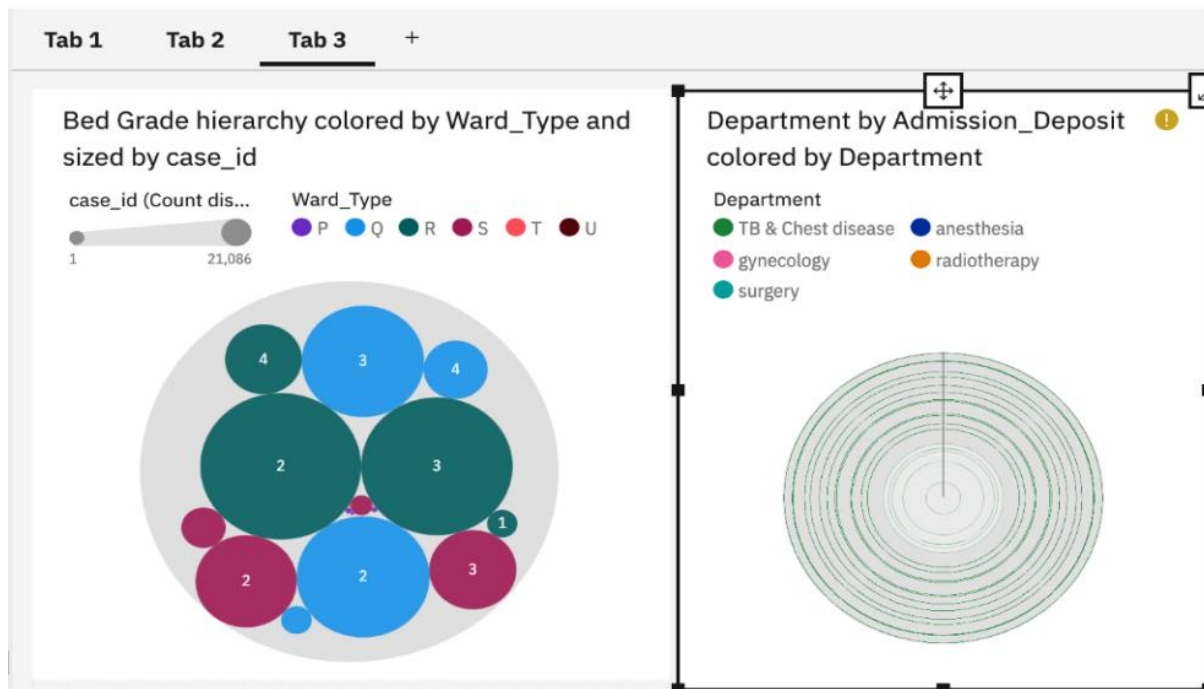 Tab 1 Tab 2 Tab 3 +
Bed Grade hierarchy colored by Ward_Type and
sized by case_id
case_id (Count dis...
1 21,086
Ward_Type
P Q R S T U
4
3
4
2
3
1
2
2
3
Department by Admission_Deposit
colored by Department
Department
TB & Chest disease anesthesia
gynecology radiotherapy
surgery